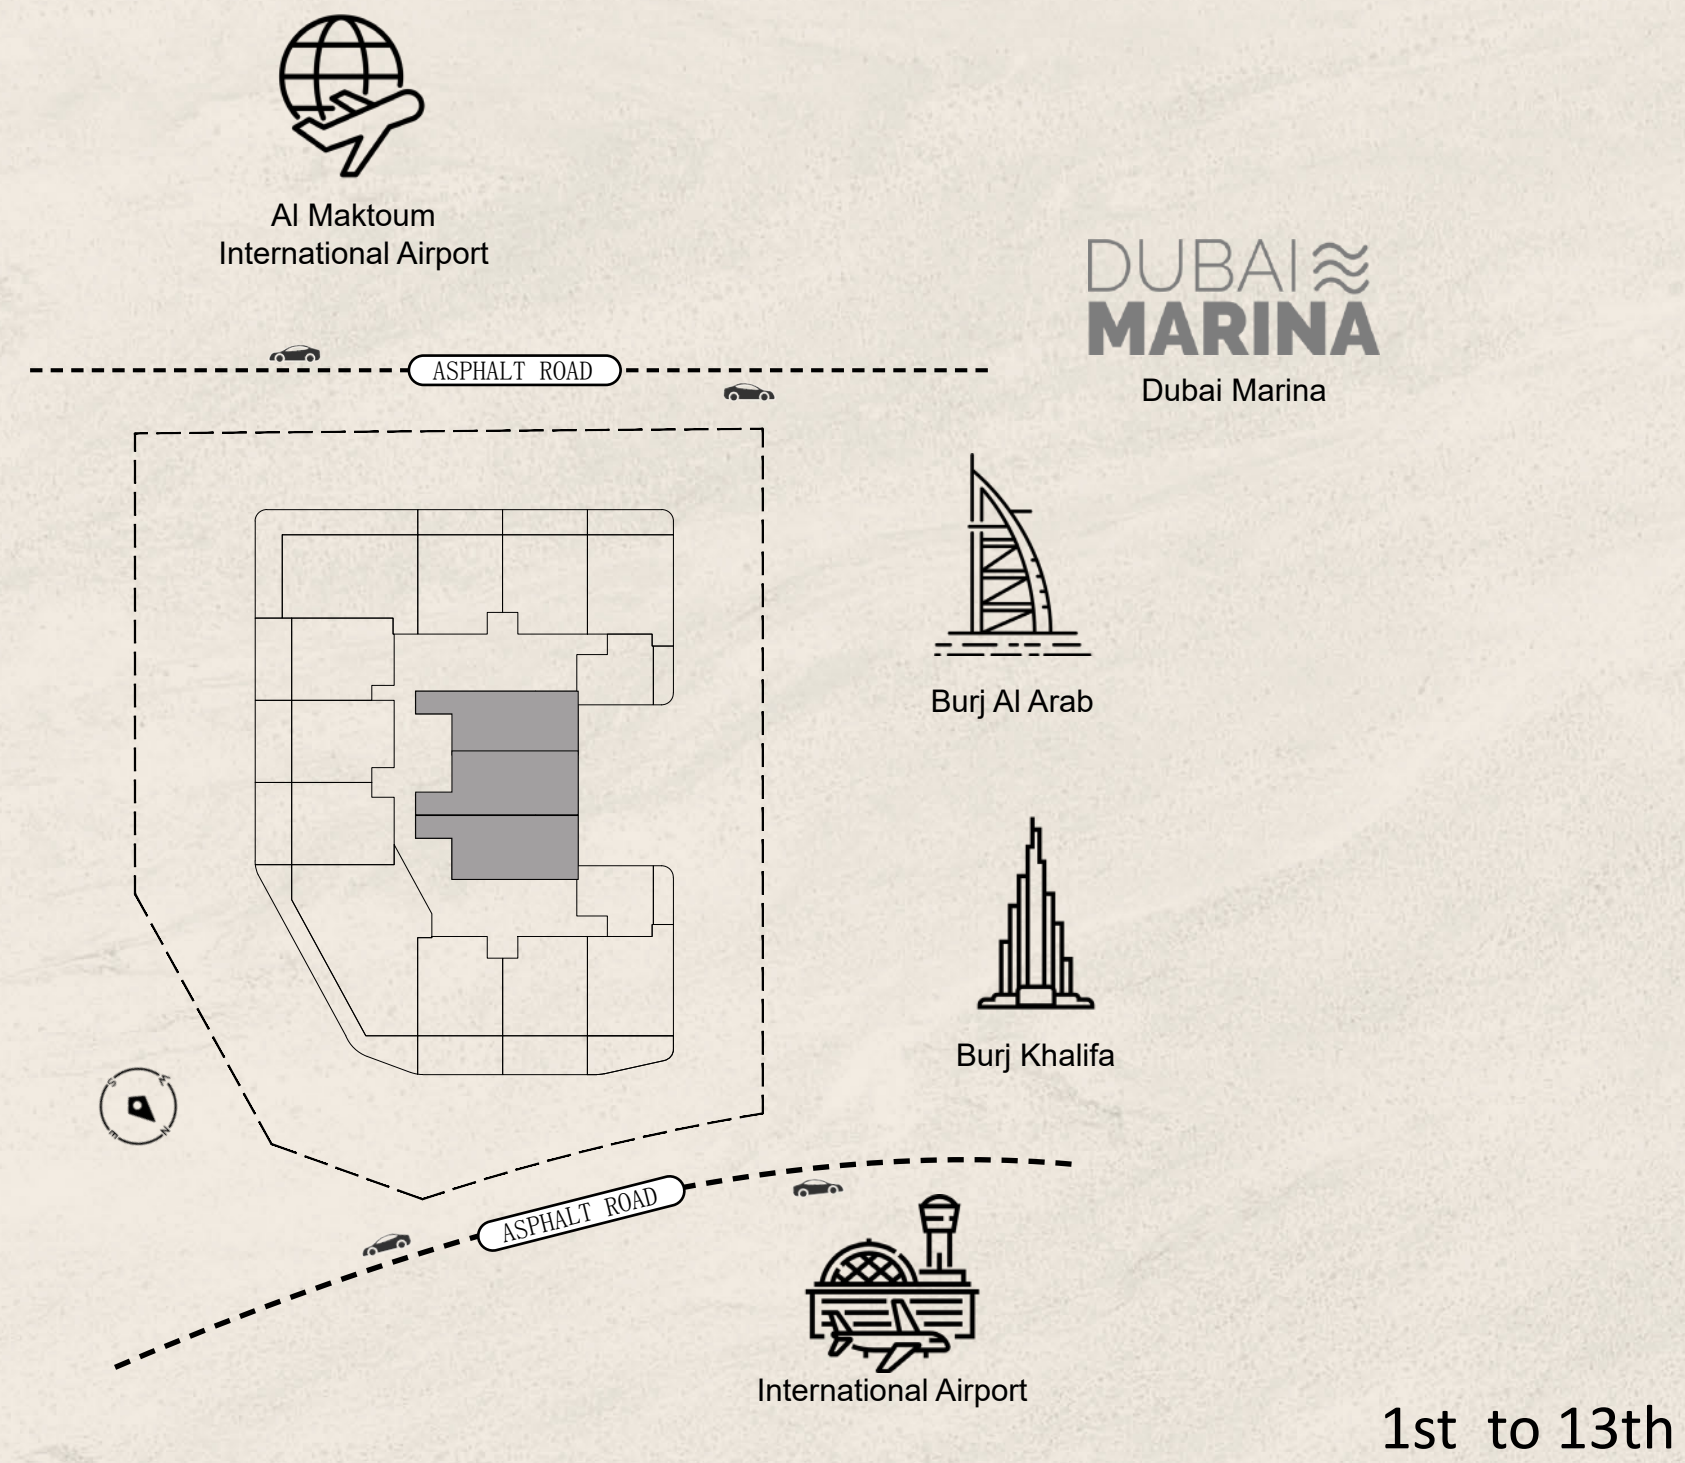 Al Maktoum
International Airport
DUBAI
MARINA
Dubai Marina
ASPHALT ROAD
Burj Al Arab
Burj Khalifa
S
W
E
N
ASPHALT ROAD
International Airport
1st to 13th